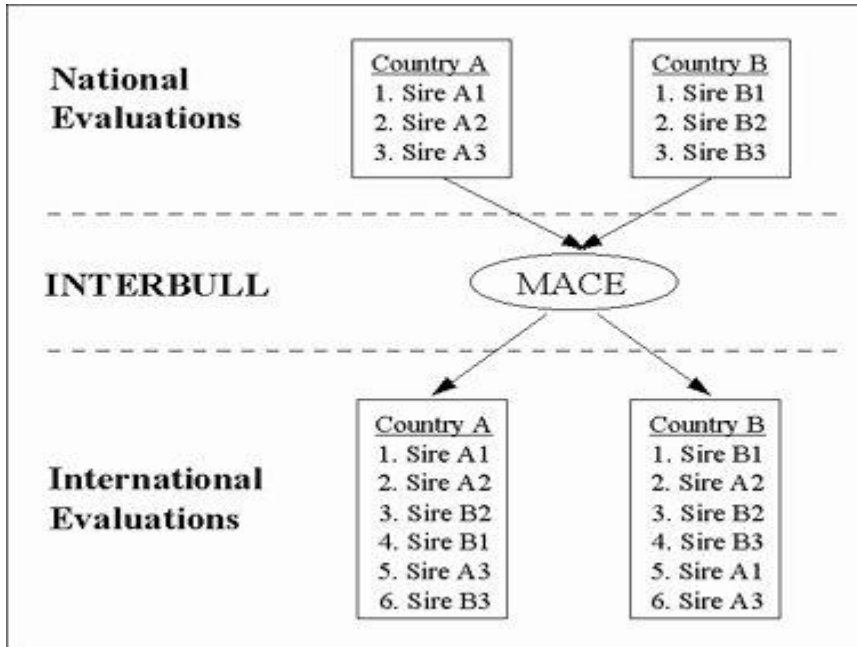 National
Evaluations
Country A
1. Sire A1
2. Sire A2
3. Sire A3
Country B
1. Sire B1
2. Sire B2
3. Sire B3
INTERBULL
MACE
International
Evaluations
Country A
1. Sire A1
2. Sire A2
3. Sire B2
4. Sire B1
5. Sire A3
6. Sire B3
Country B
1. Sire B1
2. Sire A2
3. Sire B2
4. Sire B3
5. Sire A1
6. Sire A3